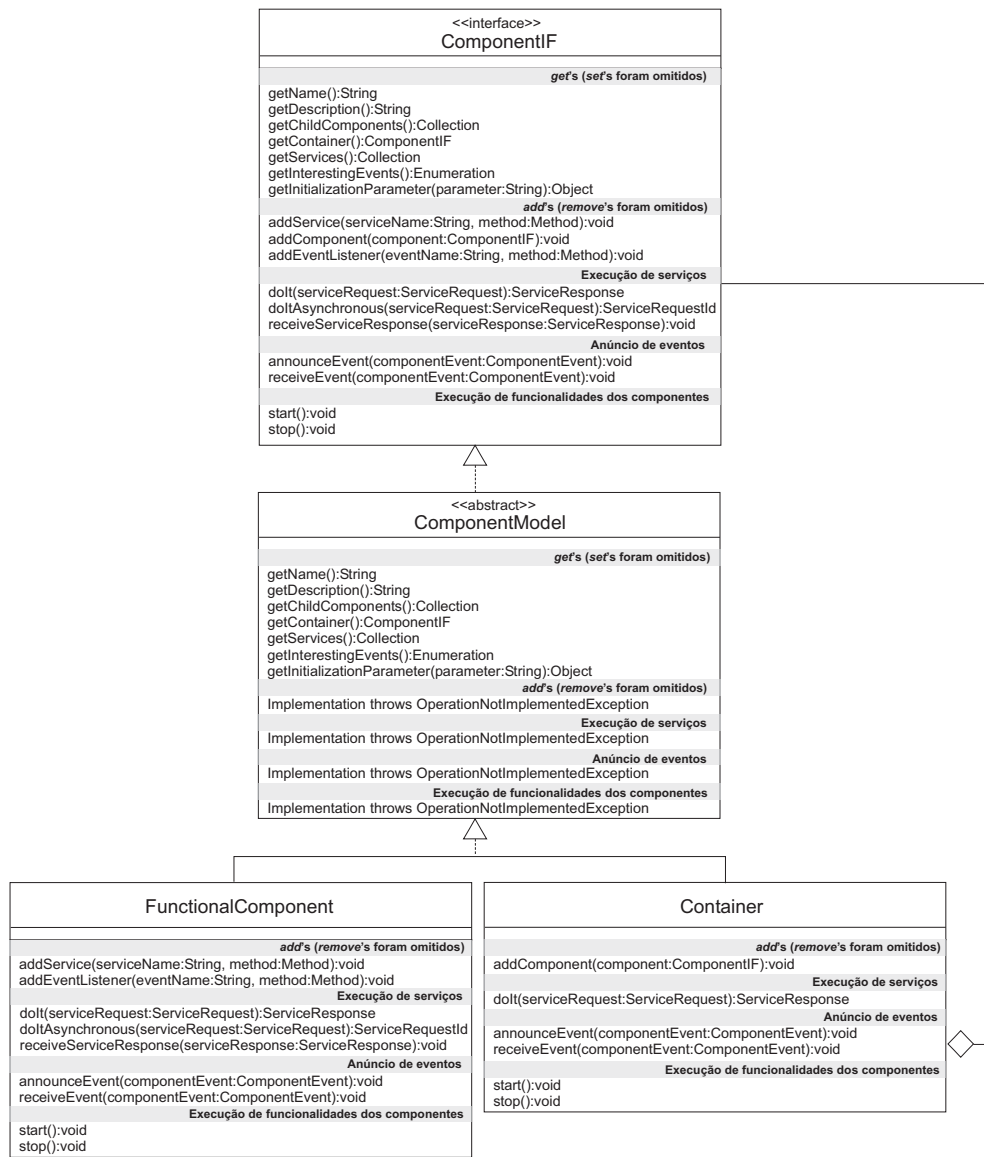 <<interface>>
ComponentIF
get's (set's foram omitidos)
getName():String
getDescription():String
getChildComponents():Collection
getContainer():ComponentIF
getServices():Collection
getInterestingEvents():Enumeration
getInitializationParameter(parameter:String):Object
add's (remove's foram omitidos)
addService(serviceName:String, method:Method):void
addComponent(component:ComponentIF):void
addEventListener(eventName:String, method:Method):void
Execução de serviços
doIt(serviceRequest:ServiceRequest):ServiceResponse
doItAsynchronous(serviceRequest:ServiceRequest):ServiceRequestId
receiveServiceResponse(serviceResponse:ServiceResponse):void
Anúncio de eventos
announceEvent(componentEvent:ComponentEvent):void
receiveEvent(componentEvent:ComponentEvent):void
Execução de funcionalidades dos componentes
start():void
stop():void
<<abstract>>
ComponentModel
get's (set's foram omitidos)
getName():String
getDescription():String
getChildComponents():Collection
getContainer():ComponentIF
getServices():Collection
getInterestingEvents():Enumeration
getInitializationParameter(parameter:String):Object
add's (remove's foram omitidos)
Implementation throws OperationNotImplementedException
Execução de serviços
Implementation throws OperationNotImplementedException
Anúncio de eventos
Implementation throws OperationNotImplementedException
Execução de funcionalidades dos componentes
Implementation throws OperationNotImplementedException
FunctionalComponent
add's (remove's foram omitidos)
addService(serviceName:String, method:Method):void
addEventListener(eventName:String, method:Method):void
Execução de serviços
doIt(serviceRequest:ServiceRequest):ServiceResponse
doItAsynchronous(serviceRequest:ServiceRequest):ServiceRequestId
receiveServiceResponse(serviceResponse:ServiceResponse):void
Anúncio de eventos
announceEvent(componentEvent:ComponentEvent):void
receiveEvent(componentEvent:ComponentEvent):void
Execução de funcionalidades dos componentes
start():void
stop():void
Container
add's (remove's foram omitidos)
addComponent(component:ComponentIF):void
Execução de serviços
doIt(serviceRequest:ServiceRequest):ServiceResponse
Anúncio de eventos
announceEvent(componentEvent:ComponentEvent):void
receiveEvent(componentEvent:ComponentEvent):void
Execução de funcionalidades dos componentes
start():void
stop():void